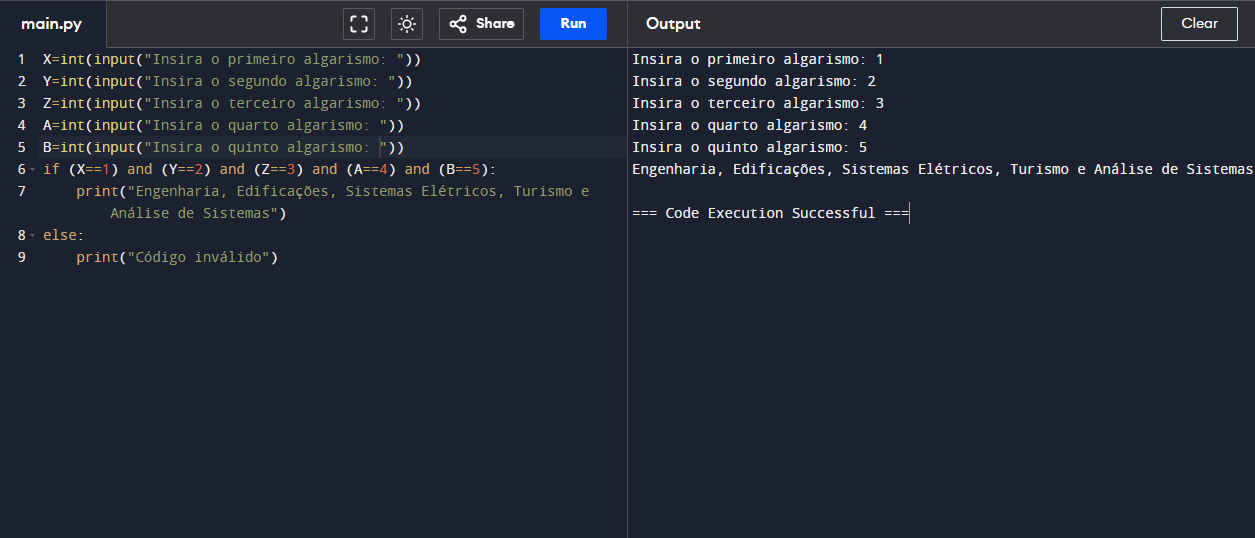 main.py Share Run Output Clear
1 X=int(input("Insira o primeiro algarismo: "))
2 Y=int(input("Insira o segundo algarismo: "))
3 Z=int(input("Insira o terceiro algarismo: "))
4 A=int(input("Insira o quarto algarismo: "))
5 B=int(input("Insira o quinto algarismo: "))
6 if (X==1) and (Y==2) and (Z==3) and (A==4) and (B==5):
7 print("Engenharia, Edificações, Sistemas Elétricos, Turismo e
Análise de Sistemas")
8 else:
9 print("Código inválido")
Insira o primeiro algarismo: 1
Insira o segundo algarismo: 2
Insira o terceiro algarismo: 3
Insira o quarto algarismo: 4
Insira o quinto algarismo: 5
Engenharia, Edificações, Sistemas Elétricos, Turismo e Análise de Sistemas
=== Code Execution Successful ===